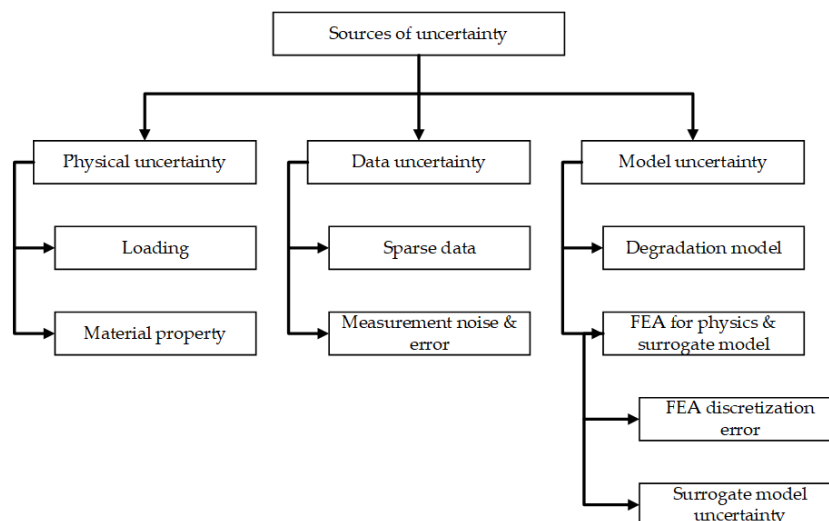 Sources of uncertainty
Physical uncertainty
Data uncertainty
Model uncertainty
Loading
Sparse data
Degradation model
Material property
Measurement noise &
error
FEA for physics &
surrogate model
FEA discretization
error
Surrogate model
uncertainty